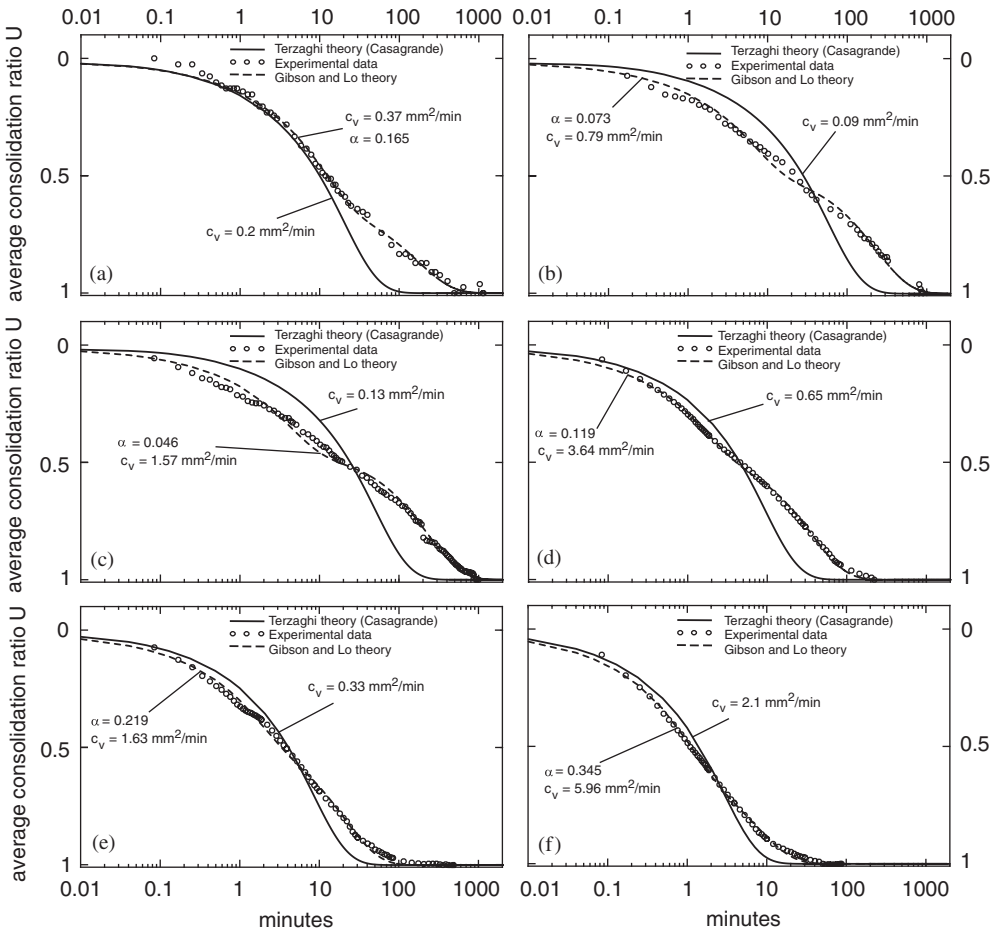 0.01 0.1 1 10 100 1000
0.01 0.1 1 10 100 1000
average consolidation ratio U
0
0.5
1
Terzaghi theory (Casagrande)
Experimental data
Gibson and Lo theory
c_v = 0.37 mm²/min
α = 0.165
c_v = 0.2 mm²/min
(a)
Terzaghi theory (Casagrande)
Experimental data
Gibson and Lo theory
α = 0.073
c_v = 0.79 mm²/min
c_v = 0.09 mm²/min
(b)
0
0.5
1
average consolidation ratio U
0
0.5
1
Terzaghi theory (Casagrande)
Experimental data
Gibson and Lo theory
c_v = 0.13 mm²/min
α = 0.046
c_v = 1.57 mm²/min
(c)
Terzaghi theory (Casagrande)
Experimental data
Gibson and Lo theory
c_v = 0.65 mm²/min
α = 0.119
c_v = 3.64 mm²/min
(d)
0
0.5
1
average consolidation ratio U
0
0.5
1
Terzaghi theory (Casagrande)
Experimental data
Gibson and Lo theory
c_v = 0.33 mm²/min
α = 0.219
c_v = 1.63 mm²/min
(e)
Terzaghi theory (Casagrande)
Experimental data
Gibson and Lo theory
c_v = 2.1 mm²/min
α = 0.345
c_v = 5.96 mm²/min
(f)
0
0.5
1
0.01 0.1 1 10 100 1000
0.01 0.1 1 10 100 1000
minutes
minutes